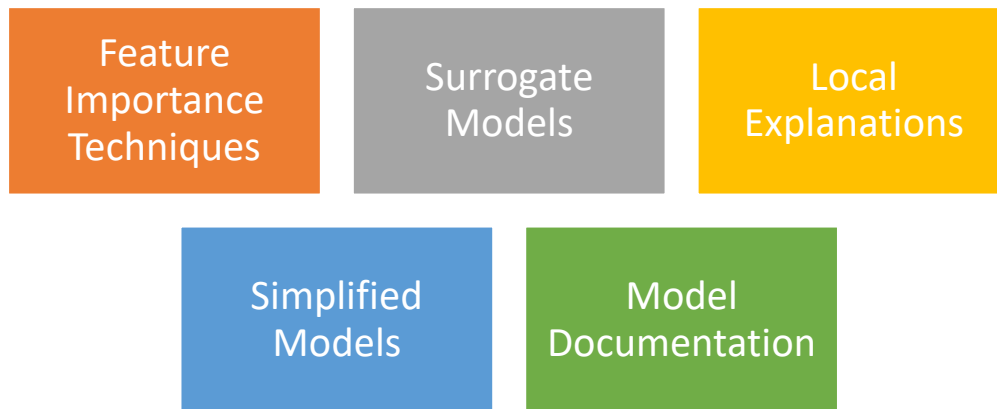 Feature
Importance
Techniques
Surrogate
Models
Local
Explanations
Simplified
Models
Model
Documentation